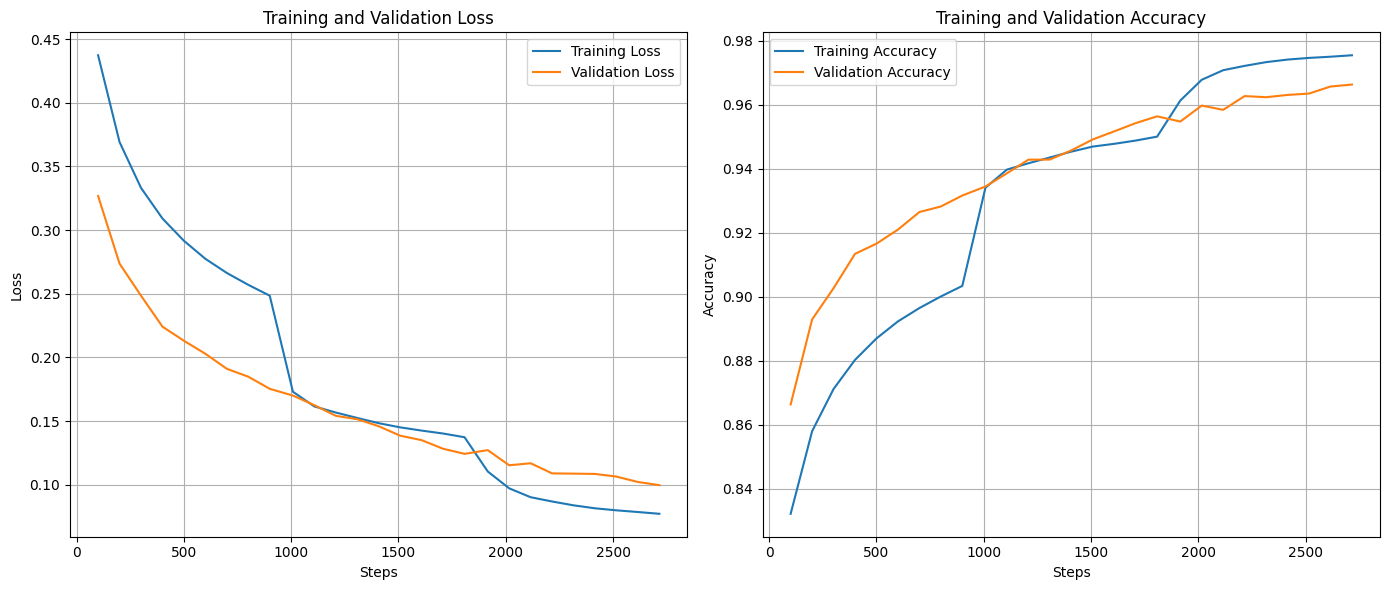 Training and Validation Loss
Training Loss
Validation Loss
0.45
0.40
0.35
0.30
0.25
0.20
0.15
0.10
Loss
0
500
1000
1500
2000
2500
Steps
Training and Validation Accuracy
Training Accuracy
Validation Accuracy
0.98
0.96
0.94
0.92
0.90
0.88
0.86
0.84
Accuracy
0
500
1000
1500
2000
2500
Steps